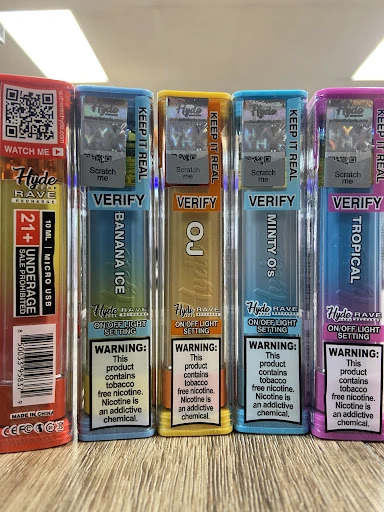 WATCH ME
Hyde
RAVE
RECHARGE
21+
UNDERAGE
SALE PROHIBITED
10 ML | MICRO USB
MADE IN CHINA
Hyde
Scratch
me
KEEP IT REAL
VERIFY
BANANA ICE
Hyde RAVE
ON/OFF LIGHT
SETTING
WARNING:
This
product
contains
tobacco
free nicotine.
Nicotine is
an addictive
chemical.
Hyde
Scratch
me
KEEP IT REAL
VERIFY
OJ
Hyde RAVE
ON/OFF LIGHT
SETTING
WARNING:
This
product
contains
tobacco
free nicotine.
Nicotine is
an addictive
chemical.
Hyde
Scratch
me
KEEP IT REAL
VERIFY
MINTY O's
Hyde RAVE
ON/OFF LIGHT
SETTING
WARNING:
This
product
contains
tobacco
free nicotine.
Nicotine is
an addictive
chemical.
Hyde
Scratch
me
VERIFY
TROPICAL
Hyde RAVE
ON/OFF LIGHT
SETTING
WARNING:
This
product
contains
tobacco
free nicotine.
Nicotine is
an addictive
chemical.